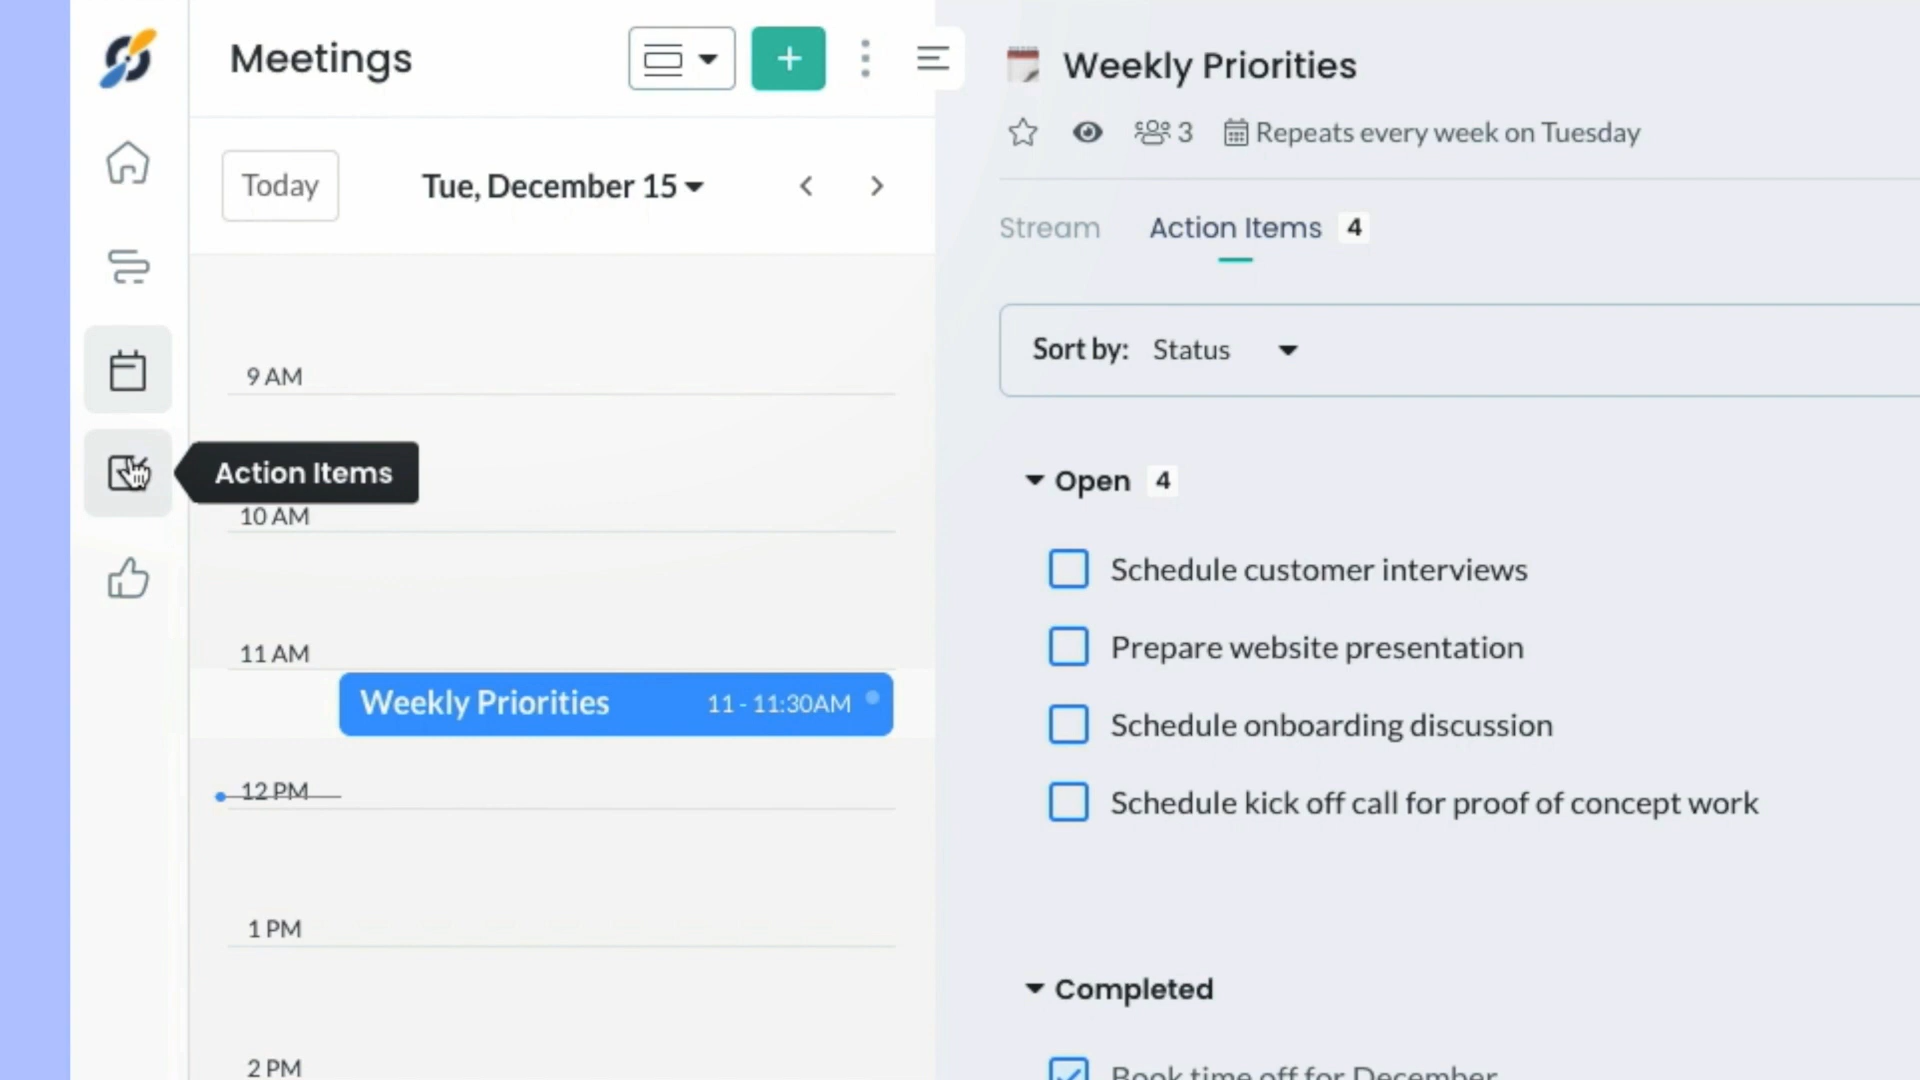 Meetings
Today
Tue, December 15
9 AM
Action Items
10 AM
11 AM
Weekly Priorities 11 - 11:30AM
12 PM
1 PM
2 PM
Weekly Priorities
3 Repeats every week on Tuesday
Stream Action Items 4
Sort by: Status
Open 4
Schedule customer interviews
Prepare website presentation
Schedule onboarding discussion
Schedule kick off call for proof of concept work
Completed
Book time off for December